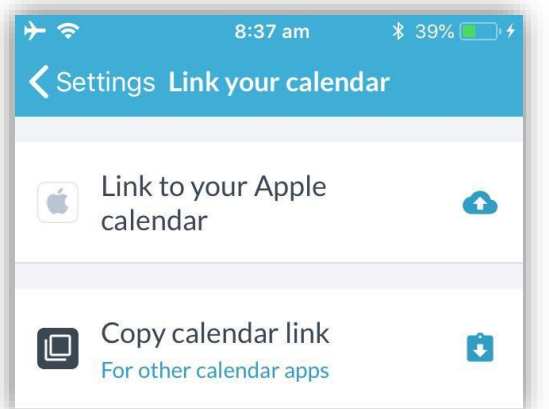 8:37 am 39%
Settings Link your calendar
Link to your Apple
calendar
Copy calendar link
For other calendar apps